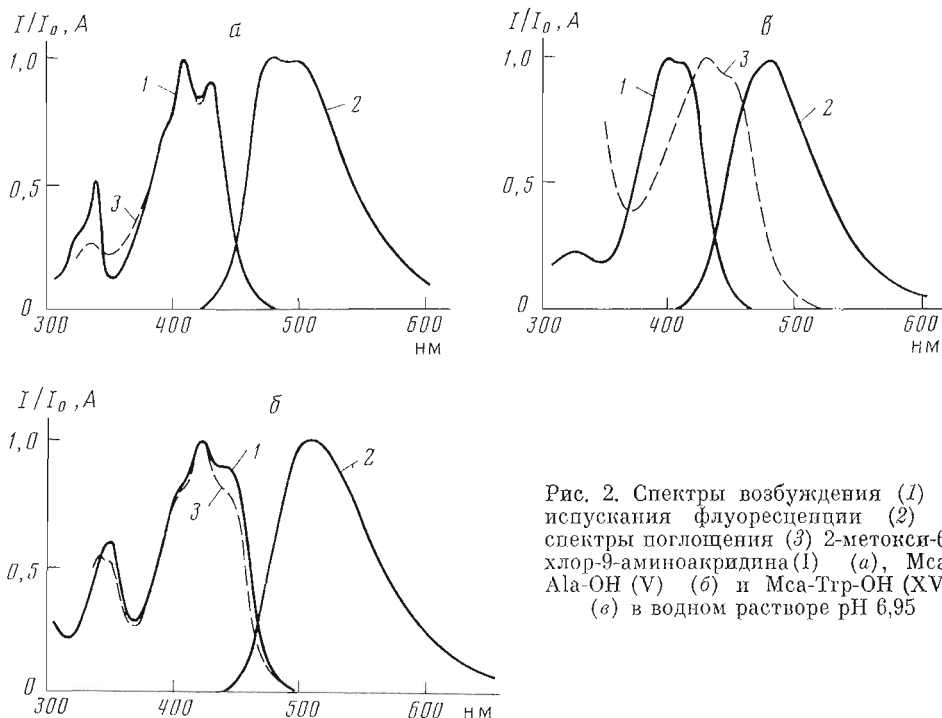 I/I₀, A
а
1,0
0,5
0
1
2
3
300 400 500 600
нм
I/I₀, A
в
1,0
0,5
0
1
3
2
300 400 500 600
нм
I/I₀, A
б
1,0
0,5
0
1
2
3
300 400 500 600 нм
Рис. 2. Спектры возбуждения (1)
испускания флуоресценции (2)
спектры поглощения (3) 2-метокси-6
хлор-9-аминоакридина (I) (а), Mca
Ala-OH (V) (б) и Mca-Trp-OH (XV
(в) в водном растворе pH 6,95